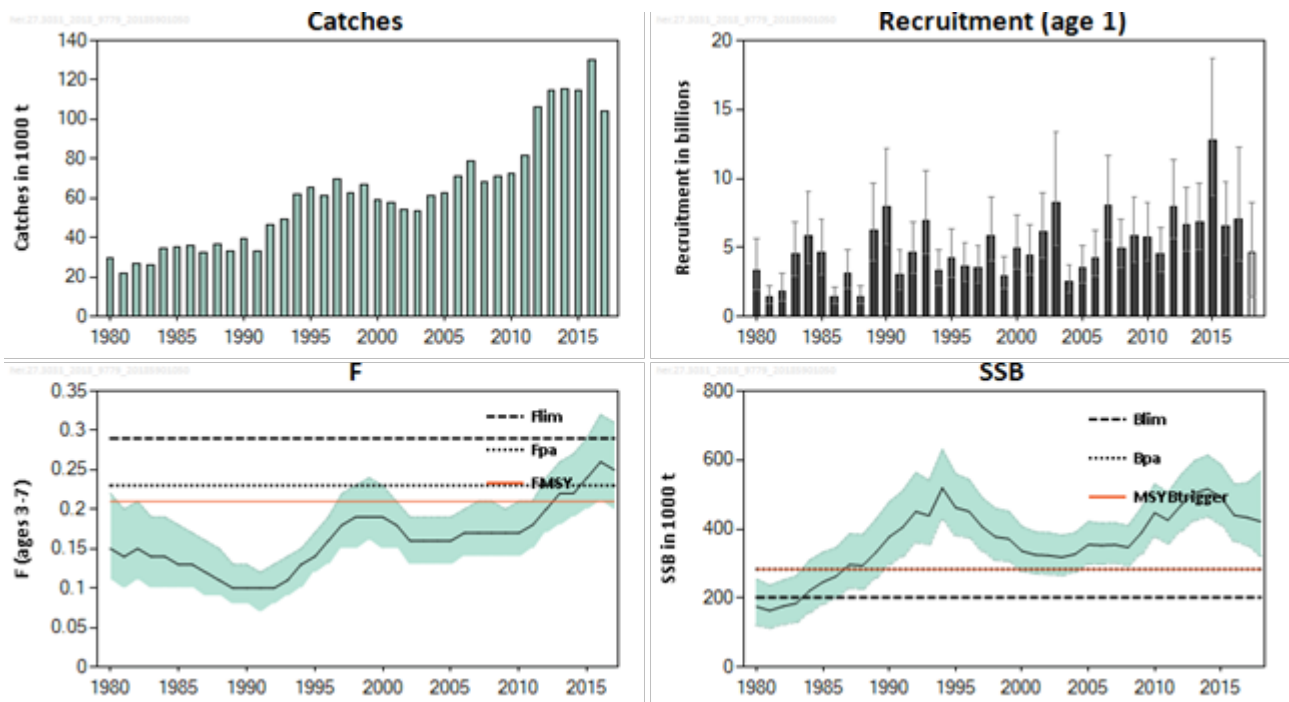 Catches
Catches in 1000 t
140
120
100
80
60
40
20
0
1980 1985 1990 1995 2000 2005 2010 2015
Recruitment (age 1)
Recruitment in billions
20
15
10
5
0
1980 1985 1990 1995 2000 2005 2010 2015
F
F (ages 3-7)
0.35
0.3
0.25
0.2
0.15
0.1
0.05
0
Flim
Fpa
FMSY
1980 1985 1990 1995 2000 2005 2010 2015
SSB
SSB in 1000 t
800
600
400
200
0
Blim
Bpa
MSYBtrigger
1980 1985 1990 1995 2000 2005 2010 2015